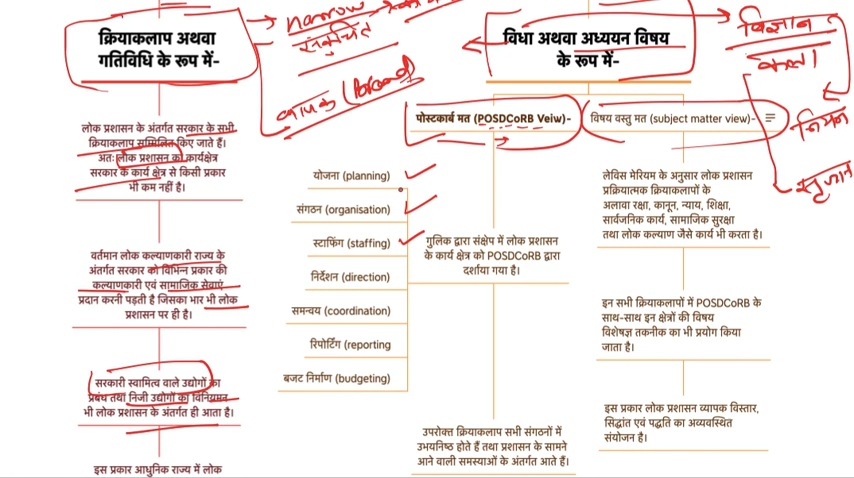 क्रियाकलाप अथवा
गतिविधि के रूप में-
narrow
संकुचित
व्यापक (broad)
लोक प्रशासन के अंतर्गत सरकार के सभी
क्रियाकलाप सम्मिलित किए जाते हैं।
अतः लोक प्रशासन का कार्यक्षेत्र
सरकार के कार्य क्षेत्र से किसी प्रकार
भी कम नहीं है।
वर्तमान लोक कल्याणकारी राज्य के
अंतर्गत सरकार को विभिन्न प्रकार की
कल्याणकारी एवं सामाजिक सेवाएं
प्रदान करनी पड़ती है जिसका भार भी लोक
प्रशासन पर ही है।
सरकारी स्वामित्व वाले उद्योगों का
प्रबंध तथा निजी उद्योगों का विनियमन
भी लोक प्रशासन के अंतर्गत ही आता है।
इस प्रकार आधुनिक राज्य में लोक
विधा अथवा अध्ययन विषय
के रूप में-
विज्ञान
कला
नियम
सृजन
पोस्टकार्ब मत (POSDCoRB Veiw)-
योजना (planning)
संगठन (organisation)
स्टाफिंग (staffing)
निर्देशन (direction)
समन्वय (coordination)
रिपोर्टिंग (reporting
बजट निर्माण (budgeting)
गुलिक द्वारा संक्षेप में लोक प्रशासन
के कार्य क्षेत्र को POSDCoRB द्वारा
दर्शाया गया है।
उपरोक्त क्रियाकलाप सभी संगठनों में
उभयनिष्ठ होते हैं तथा प्रशासन के सामने
आने वाली समस्याओं के अंतर्गत आते हैं।
विषय वस्तु मत (subject matter view)-
लेविस मेरियम के अनुसार लोक प्रशासन
प्रक्रियात्मक क्रियाकलापों के
अलावा रक्षा, कानून, न्याय, शिक्षा,
सार्वजनिक कार्य, सामाजिक सुरक्षा
तथा लोक कल्याण जैसे कार्य भी करता है।
इन सभी क्रियाकलापों में POSDCoRB के
साथ-साथ इन क्षेत्रों की विषय
विशेषज्ञ तकनीक का भी प्रयोग किया
जाता है।
इस प्रकार लोक प्रशासन व्यापक विस्तार,
सिद्धांत एवं पद्धति का अव्यवस्थित
संयोजन है।